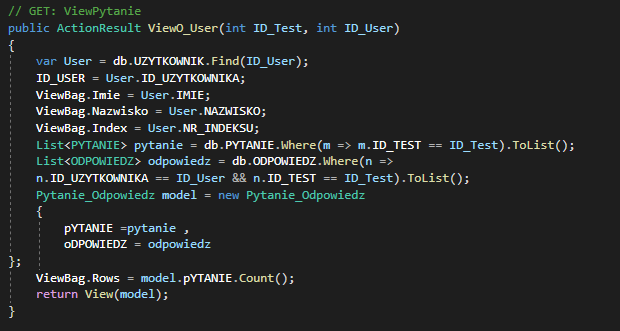 // GET: ViewPytanie
public ActionResult ViewO_User(int ID_Test, int ID_User)
{
var User = db.UZYTKOWNIK.Find(ID_User);
ID_USER = User.ID_UZYTKOWNIKA;
ViewBag.Imie = User.IMIE;
ViewBag.Nazwisko = User.NAZWISKO;
ViewBag.Index = User.NR_INDEKSU;
List<PYTANIE> pytanie = db.PYTANIE.Where(m => m.ID_TEST == ID_Test).ToList();
List<ODPOWIEDZ> odpowiedz = db.ODPOWIEDZ.Where(n =>
n.ID_UZYTKOWNIKA == ID_User && n.ID_TEST == ID_Test).ToList();
Pytanie_Odpowiedz model = new Pytanie_Odpowiedz
{
pYTANIE =pytanie ,
oDPOWIEDZ = odpowiedz
};
ViewBag.Rows = model.pYTANIE.Count();
return View(model);
}